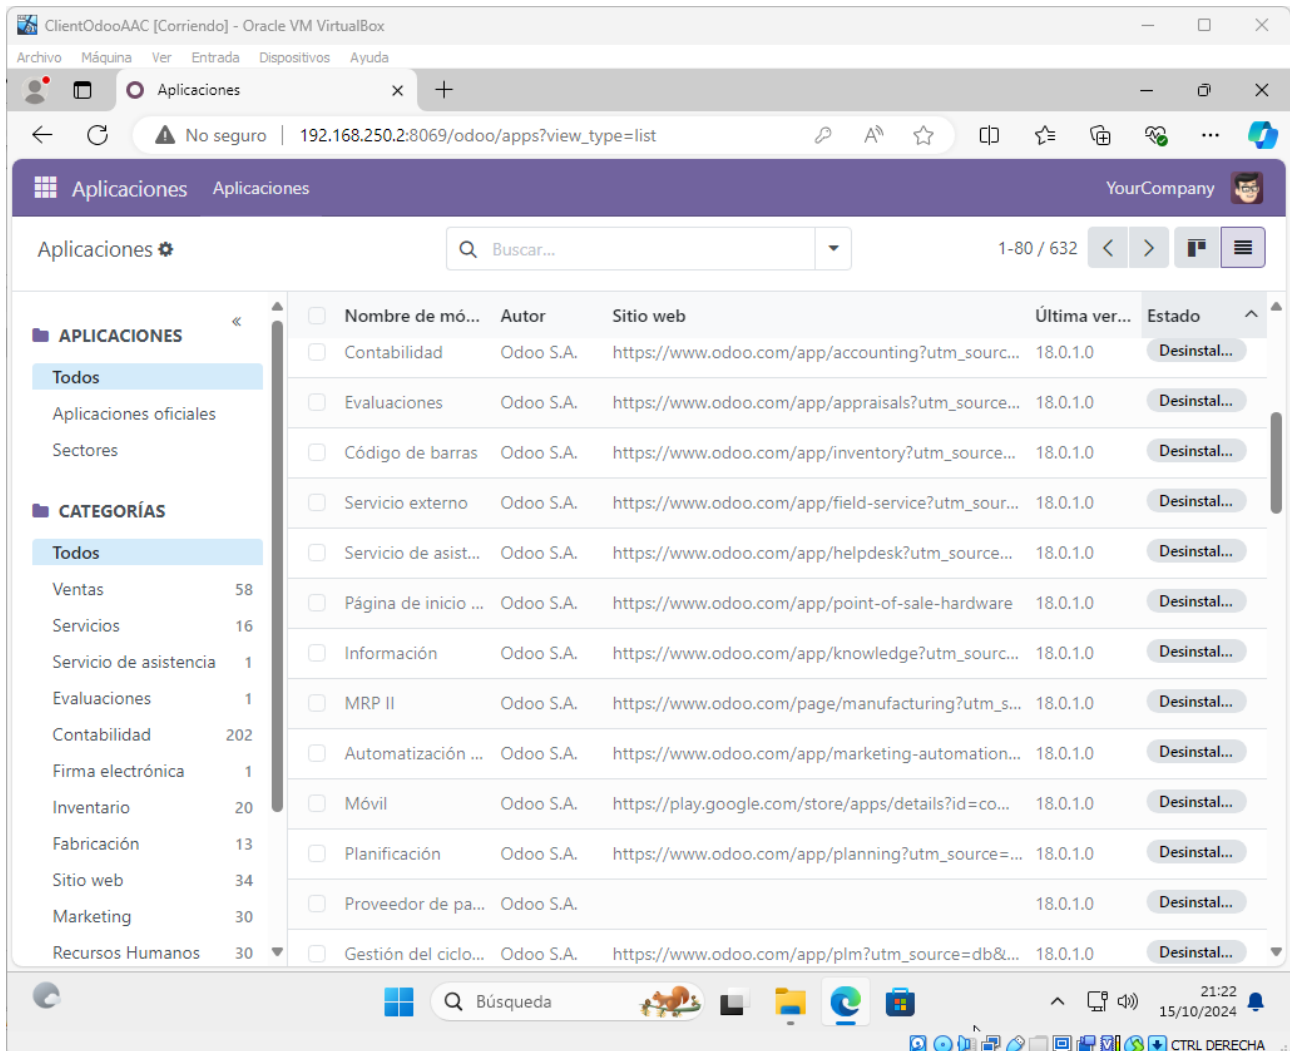 ClientOdooAAC [Corriendo] - Oracle VM VirtualBox
Archivo Máquina Ver Entrada Dispositivos Ayuda
Aplicaciones
No seguro 192.168.250.2:8069/odoo/apps?view_type=list
Aplicaciones Aplicaciones YourCompany
Aplicaciones Buscar... 1-80 / 632
APLICACIONES
Todos
Aplicaciones oficiales
Sectores
CATEGORÍAS
Todos
Ventas 58
Servicios 16
Servicio de asistencia 1
Evaluaciones 1
Contabilidad 202
Firma electrónica 1
Inventario 20
Fabricación 13
Sitio web 34
Marketing 30
Recursos Humanos 30
Nombre de mó... Autor Sitio web Última ver... Estado
Contabilidad Odoo S.A. https://www.odoo.com/app/accounting?utm_sourc... 18.0.1.0 Desinstal...
Evaluaciones Odoo S.A. https://www.odoo.com/app/appraisals?utm_source... 18.0.1.0 Desinstal...
Código de barras Odoo S.A. https://www.odoo.com/app/inventory?utm_source... 18.0.1.0 Desinstal...
Servicio externo Odoo S.A. https://www.odoo.com/app/field-service?utm_sour... 18.0.1.0 Desinstal...
Servicio de asist... Odoo S.A. https://www.odoo.com/app/helpdesk?utm_source... 18.0.1.0 Desinstal...
Página de inicio ... Odoo S.A. https://www.odoo.com/app/point-of-sale-hardware 18.0.1.0 Desinstal...
Información Odoo S.A. https://www.odoo.com/app/knowledge?utm_sourc... 18.0.1.0 Desinstal...
MRP II Odoo S.A. https://www.odoo.com/page/manufacturing?utm_s... 18.0.1.0 Desinstal...
Automatización ... Odoo S.A. https://www.odoo.com/app/marketing-automation... 18.0.1.0 Desinstal...
Móvil Odoo S.A. https://play.google.com/store/apps/details?id=co... 18.0.1.0 Desinstal...
Planificación Odoo S.A. https://www.odoo.com/app/planning?utm_source=... 18.0.1.0 Desinstal...
Proveedor de pa... Odoo S.A. 18.0.1.0 Desinstal...
Gestión del ciclo... Odoo S.A. https://www.odoo.com/app/plm?utm_source=db&... 18.0.1.0 Desinstal...
Búsqueda
21:22
15/10/2024
CTRL DERECHA